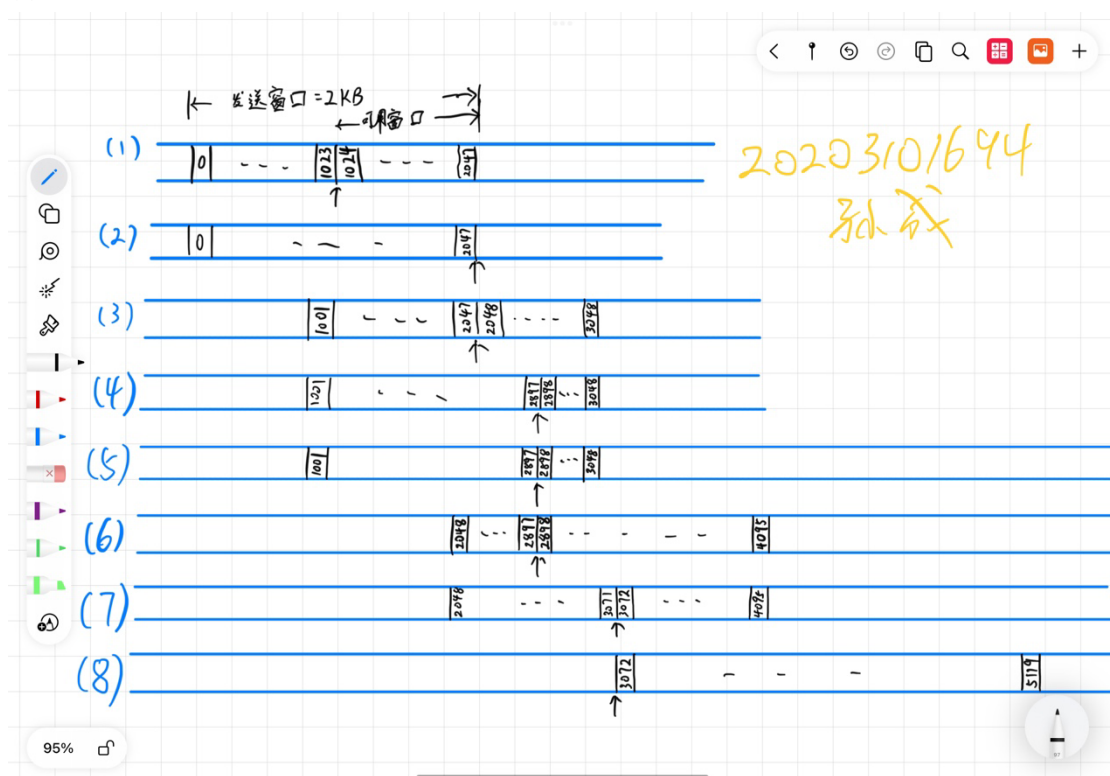 发送窗口=2KB
可用窗口
(1) 0 --- 1023 1024 --- 2047
20203101694
孙成
(2) 0 --- 2047
(3) 1001 --- 2047 2048 ---- 3048
(4) 1001 --- 2897 2898 --- 3048
(5) 1001 2897 2898 --- 3048
(6) 2048 --- 2897 2898 ------ 4095
(7) 2048 --- 3071 3072 --- 4095
(8) 3072 --- 5119
95%